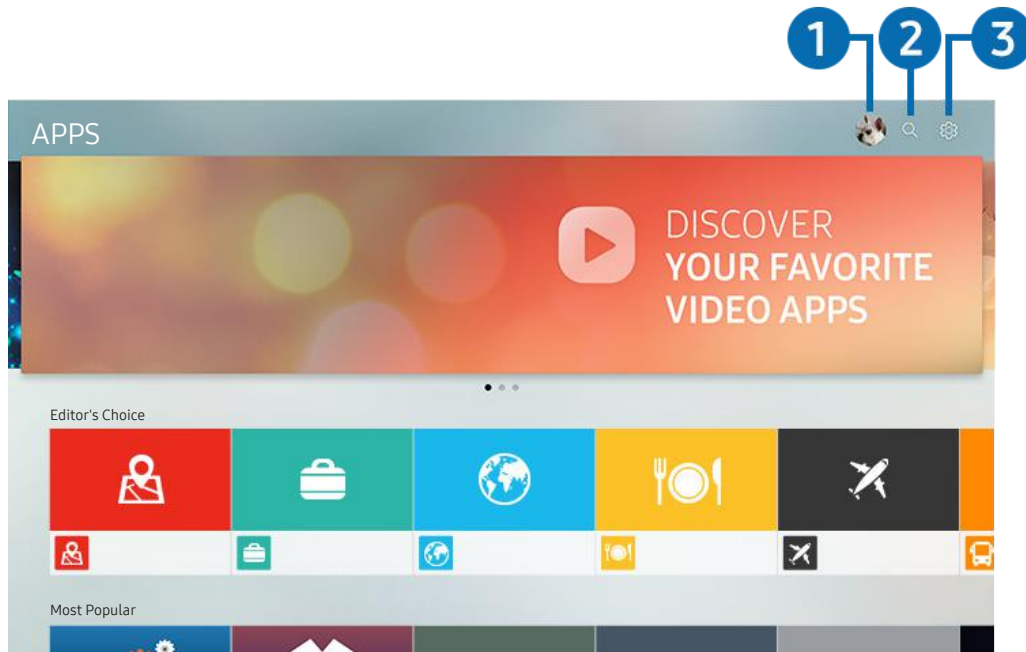 1 2 3
APPS
DISCOVER
YOUR FAVORITE
VIDEO APPS
Editor's Choice
Most Popular